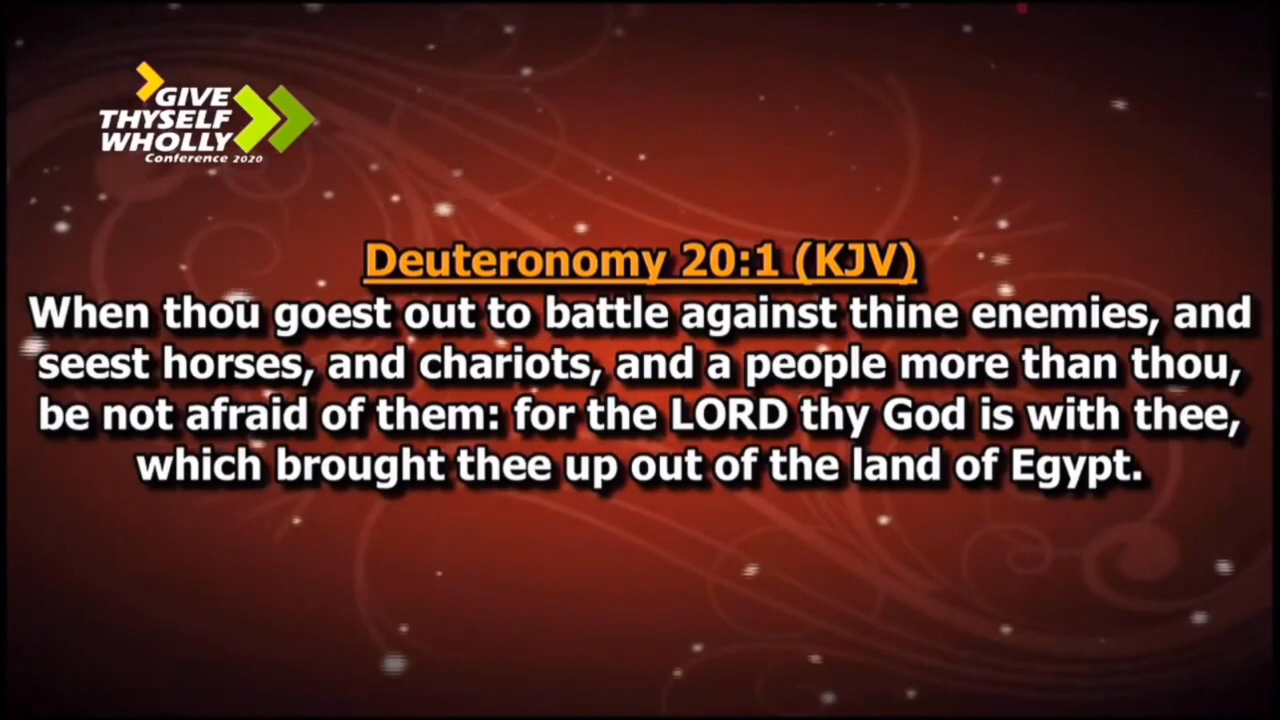 GIVE
THYSELF
WHOLLY
Conference 2020
Deuteronomy 20:1 (KJV)
When thou goest out to battle against thine enemies, and
seest horses, and chariots, and a people more than thou,
be not afraid of them: for the LORD thy God is with thee,
which brought thee up out of the land of Egypt.